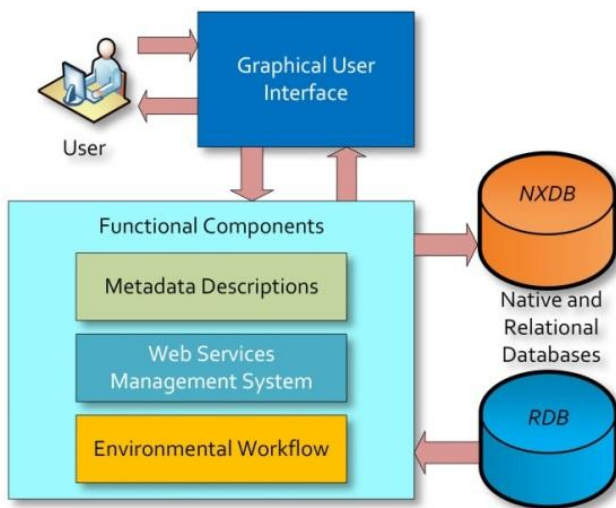 Graphical User
Interface
User
Functional Components
Metadata Descriptions
Web Services
Management System
Environmental Workflow
NXDB
Native and
Relational
Databases
RDB